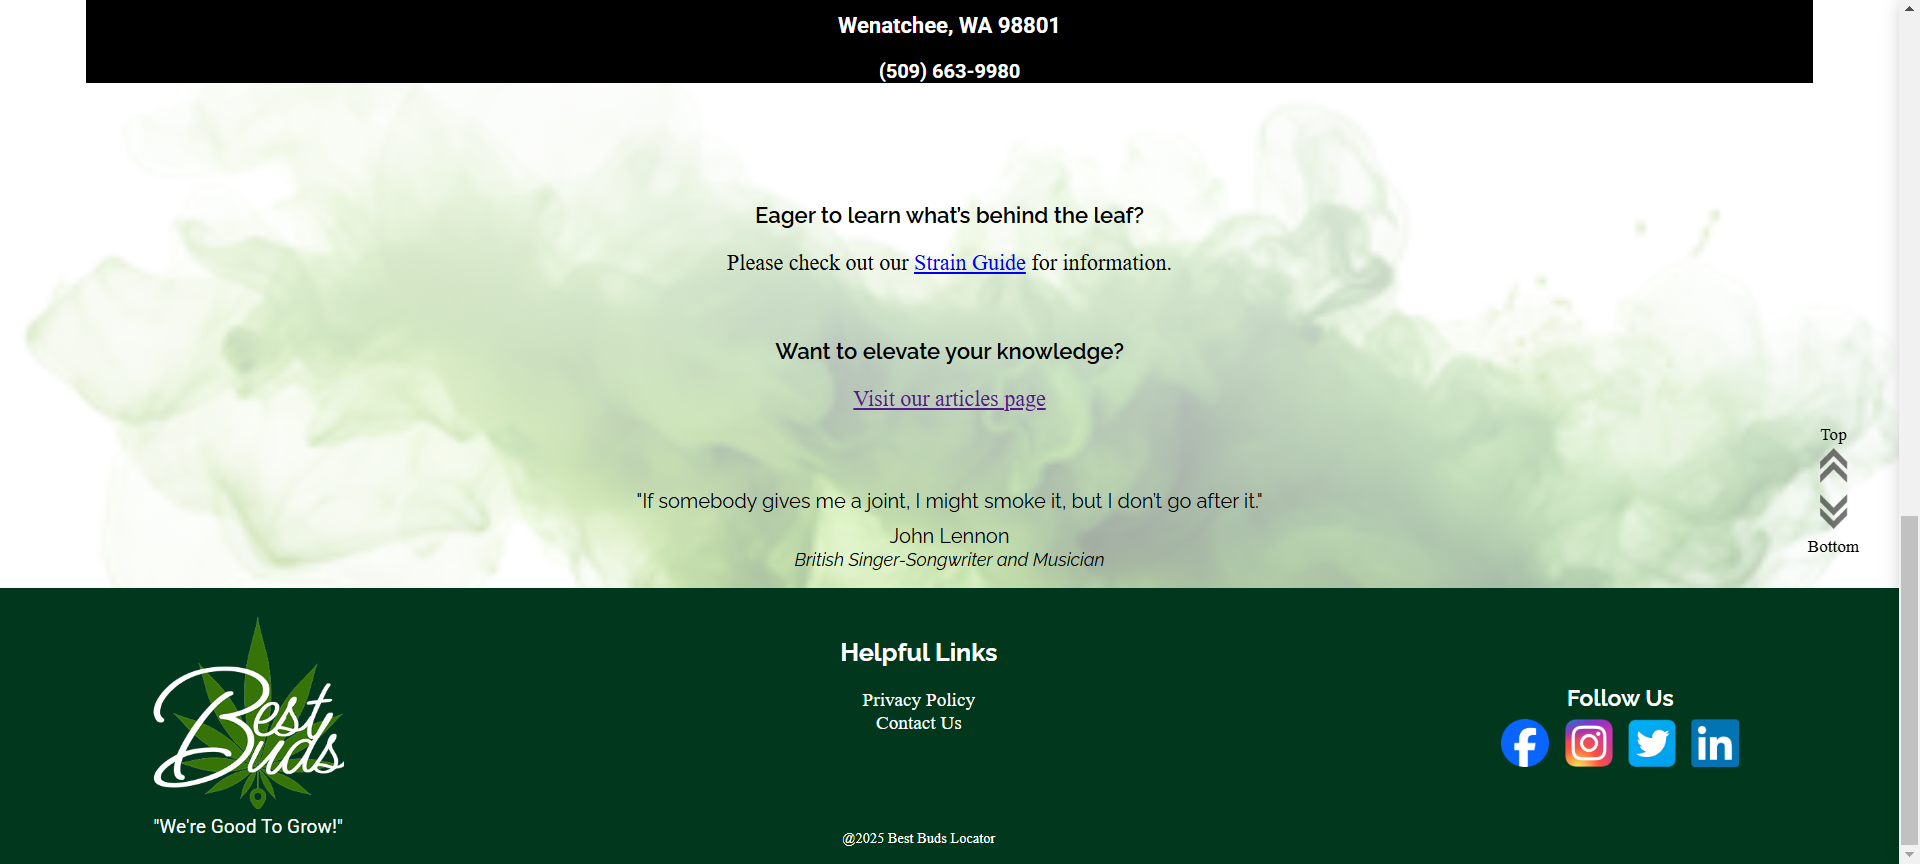 Wenatchee, WA 98801
(509) 663-9980
Eager to learn what's behind the leaf?
Please check out our Strain Guide for information.
Want to elevate your knowledge?
Visit our articles page
Top
Bottom
"If somebody gives me a joint, I might smoke it, but I don't go after it."
John Lennon
British Singer-Songwriter and Musician
Best
Buds
"We're Good To Grow!"
Helpful Links
Privacy Policy
Contact Us
@2025 Best Buds Locator
Follow Us
in